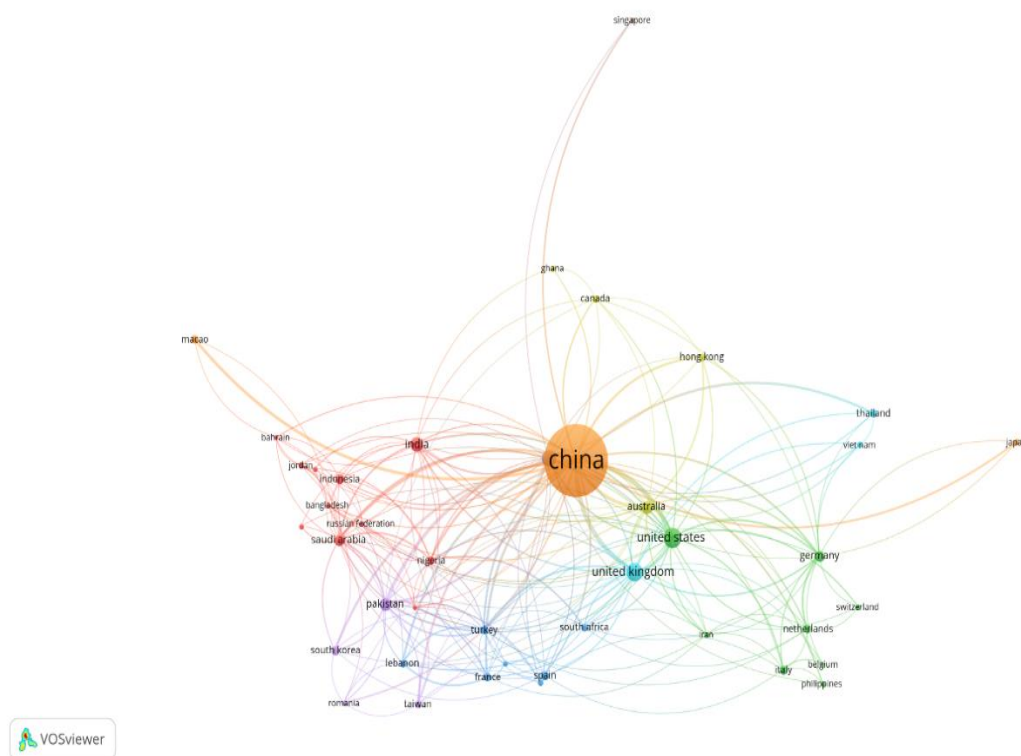 singapore
ghana
canada
macao
hong kong
thailand
bahrain
india
viet nam
japa
china
jordan
indonesia
bangladesh
australia
russian federation
saudi arabia
united states
germany
nigeria
united kingdom
pakistan
switzerland
turkey
south africa
netherlands
iran
south korea
lebanon
belgium
italy
france
spain
philippines
romania
taiwan
VOSviewer